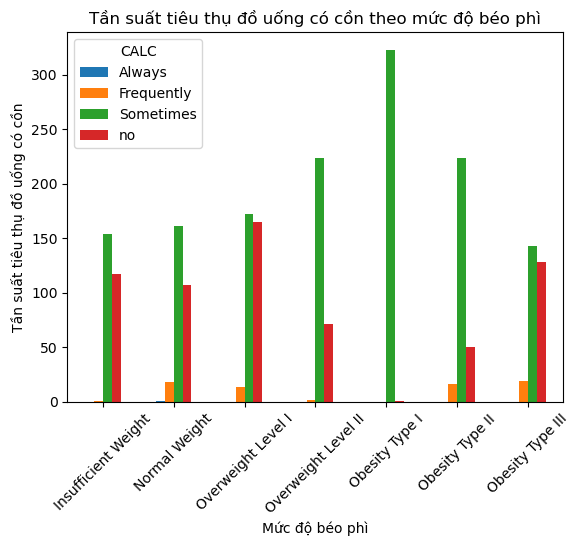 Tần suất tiêu thụ đồ uống có cồn theo mức độ béo phì
CALC
Always
Frequently
Sometimes
no
Tần suất tiêu thụ đồ uống có cồn
300
250
200
150
100
50
0
Insufficient Weight
Normal Weight
Overweight Level I
Overweight Level II
Obesity Type I
Obesity Type II
Obesity Type III
Mức độ béo phì